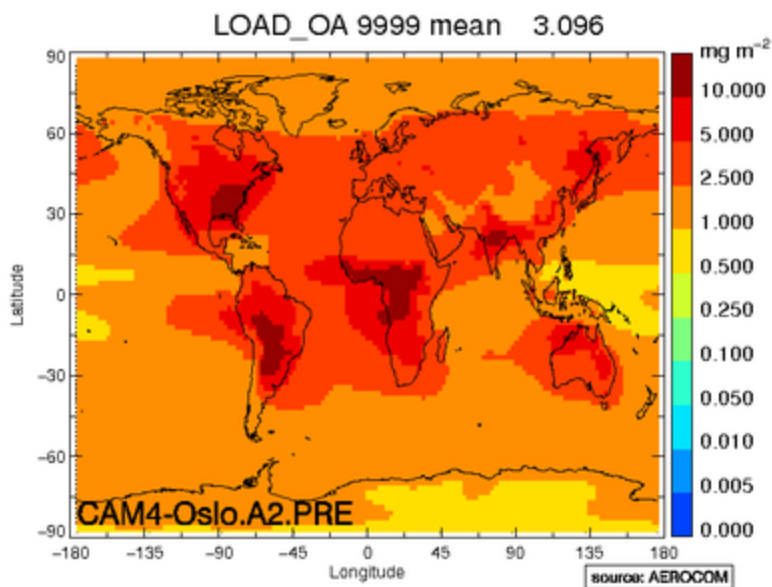 LOAD_OA 9999 mean 3.096
mg m⁻²
90
60
30
0
−30
−60
−90
Latitude
10.000
5.000
2.500
1.000
0.500
0.250
0.100
0.050
0.010
0.005
0.000
CAM4-Oslo.A2.PRE
−180 −135 −90 −45 0 45 90 135 180
Longitude
source: AEROCOM